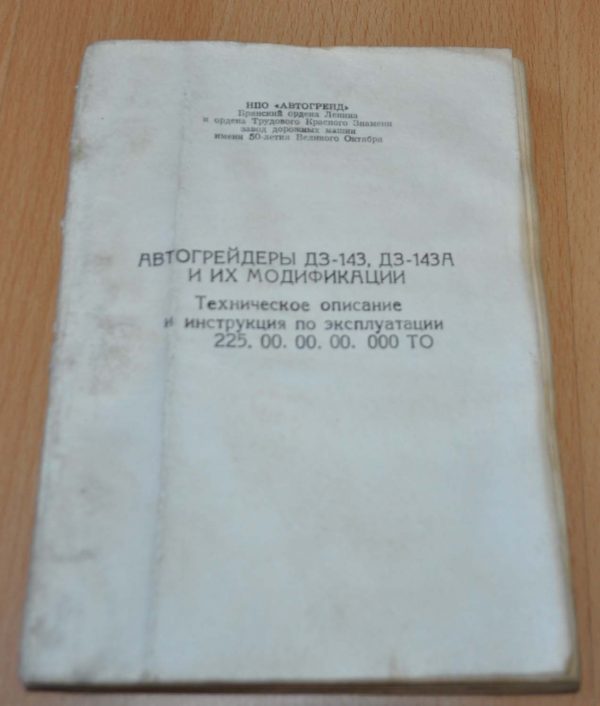 НПО «АВТОГРЕЙД»
Брянский ордена Ленина
и ордена Трудового Красного Знамени
завод дорожных машин
имени 50-летия Великого Октября
АВТОГРЕЙДЕРЫ ДЗ-143, ДЗ-143А
И ИХ МОДИФИКАЦИИ
Техническое описание
и инструкция по эксплуатации
225. 00. 00. 00. 000 ТО